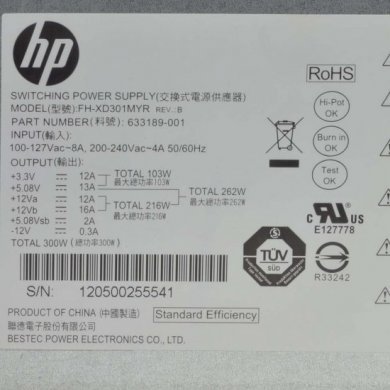 hp
RoHS
SWITCHING POWER SUPPLY(交換式電源供應器)
MODEL(型號):FH-XD301MYR REV.:B
PART NUMBER(料號): 633189-001
INPUT(輸入):
100-127Vac~8A, 200-240Vac~4A 50/60Hz
OUTPUT(輸出):
+3.3V 12A TOTAL 103W
+5.08V 13A 最大總功率103W
+12Va 12A TOTAL 216W
+12Vb 16A 最大總功率216W
TOTAL 262W
最大總功率262W
+5.08Vsb 2A
-12V 0.3A
TOTAL 300W(最大總功率300W)
Hi-Pot OK
Burn in OK
Test OK
c UL US
E127778
TÜV
SÜD
R33242
S/N: 120500255541
PRODUCT OF CHINA (中國製造)
聯德電子股份有限公司
BESTEC POWER ELECTRONICS CO., LTD.
Standard Efficiency